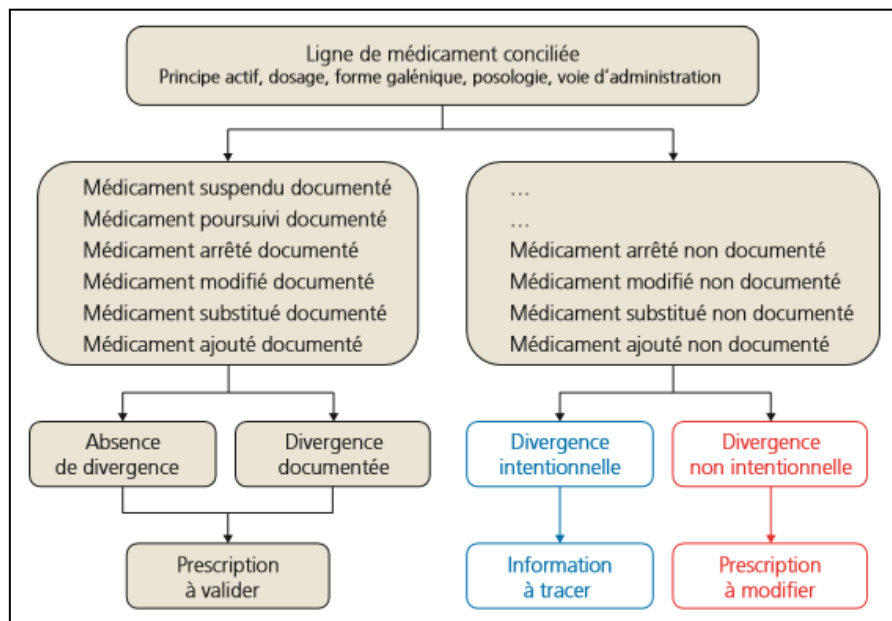 Ligne de médicament conciliée
Principe actif, dosage, forme galénique, posologie, voie d'administration
Médicament suspendu documenté
Médicament poursuivi documenté
Médicament arrêté documenté
Médicament modifié documenté
Médicament substitué documenté
Médicament ajouté documenté
…
…
Médicament arrêté non documenté
Médicament modifié non documenté
Médicament substitué non documenté
Médicament ajouté non documenté
Absence
de divergence
Divergence
documentée
Divergence
intentionnelle
Divergence
non intentionnelle
Prescription
à valider
Information
à tracer
Prescription
à modifier